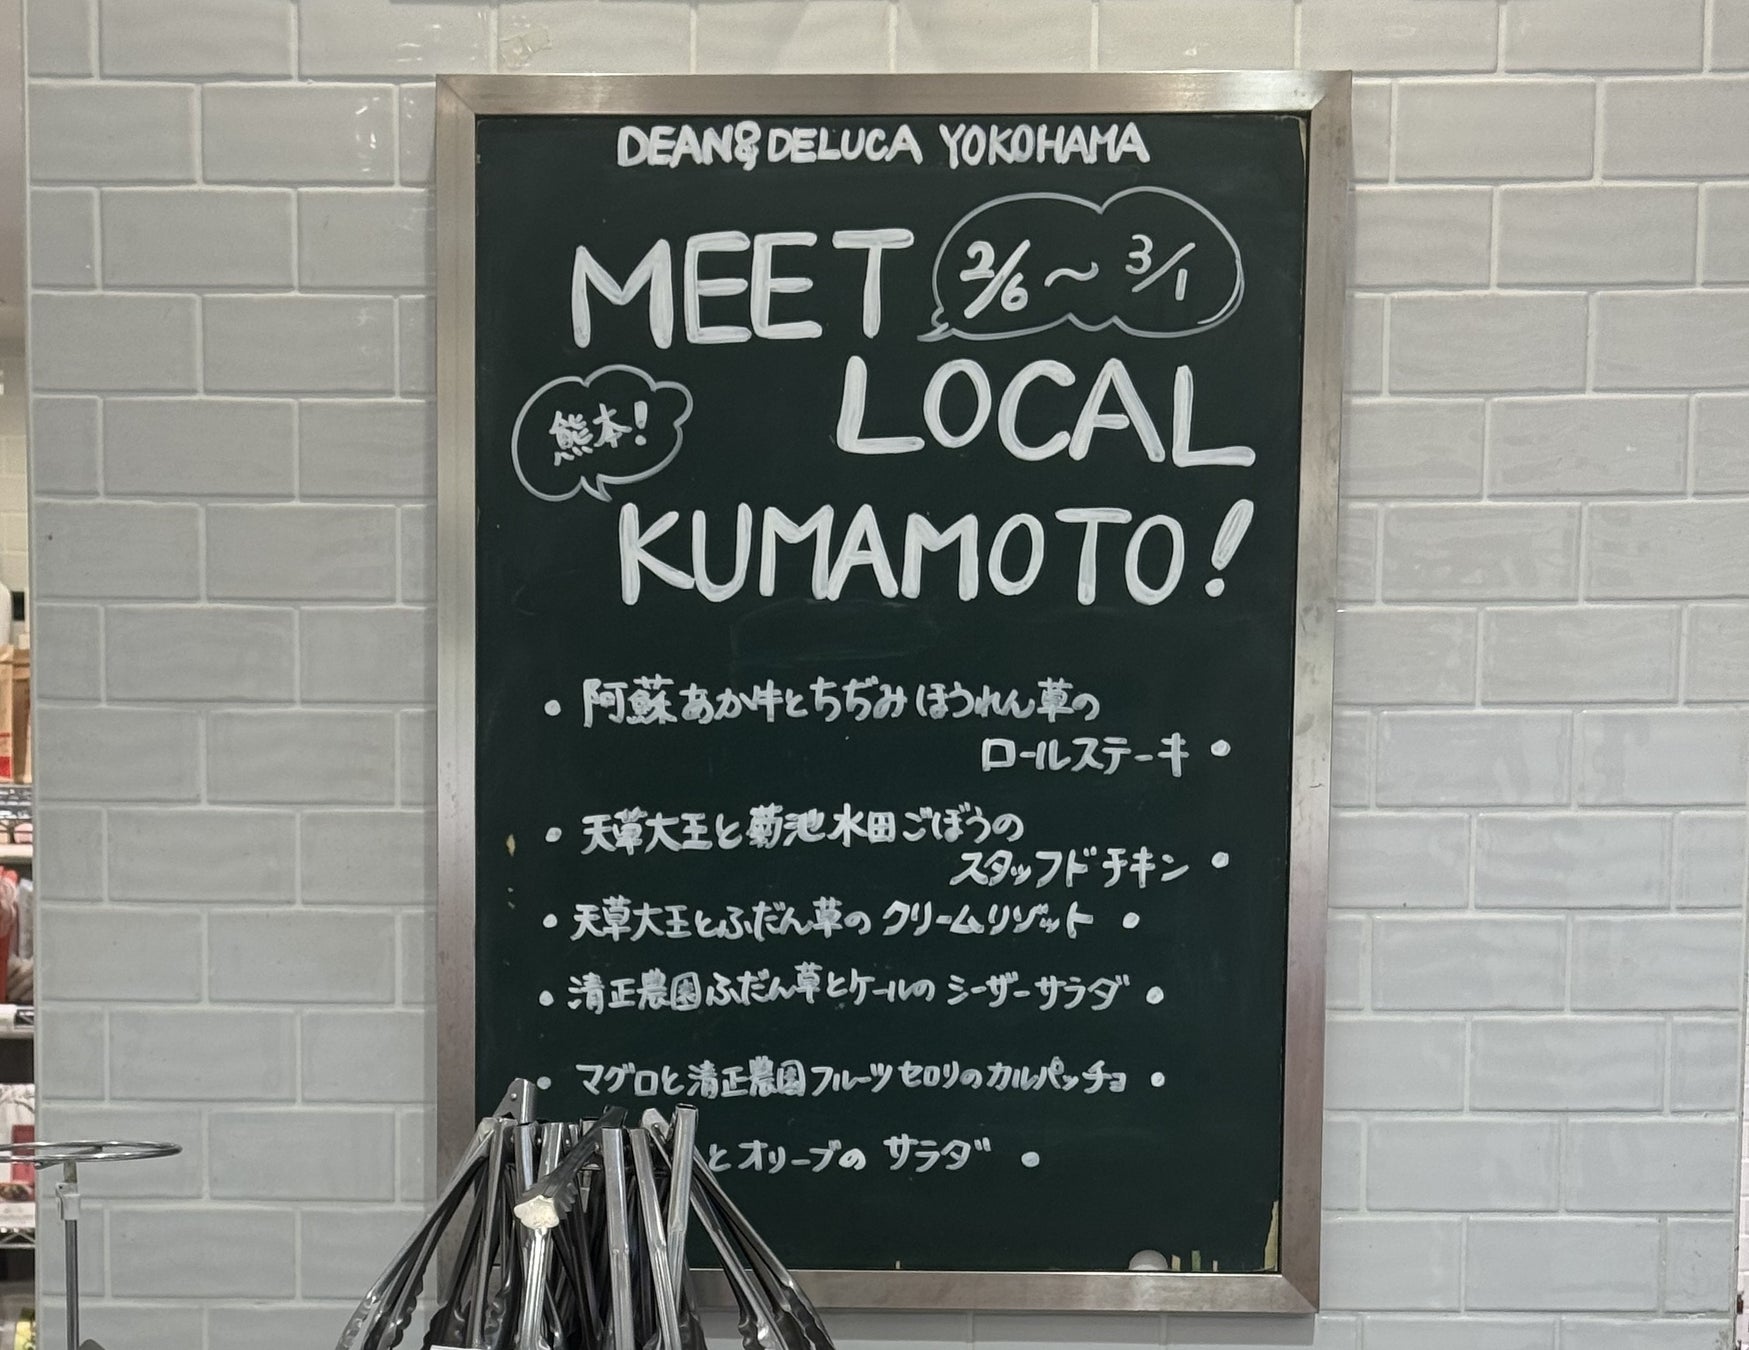 DEAN & DELUCA YOKOHAMA
MEET
2/6〜3/1
LOCAL
熊本!
KUMAMOTO!
・阿蘇あか牛とちぢみほうれん草の
ロールステーキ・
・天草大王と菊池水田ごぼうの
スタッフドチキン・
・天草大王とふだん草のクリームリゾット・
・清正農園ふだん草とケールのシーザーサラダ・
・マグロと清正農園フルーツセロリのカルパッチョ・
とオリーブのサラダ・